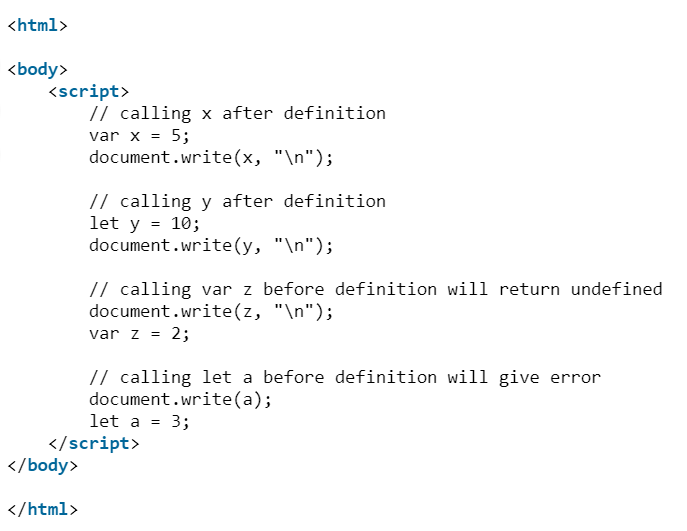 <html>
<body>
<script>
// calling x after definition
var x = 5;
document.write(x, "\n");
// calling y after definition
let y = 10;
document.write(y, "\n");
// calling var z before definition will return undefined
document.write(z, "\n");
var z = 2;
// calling let a before definition will give error
document.write(a);
let a = 3;
</script>
</body>
</html>